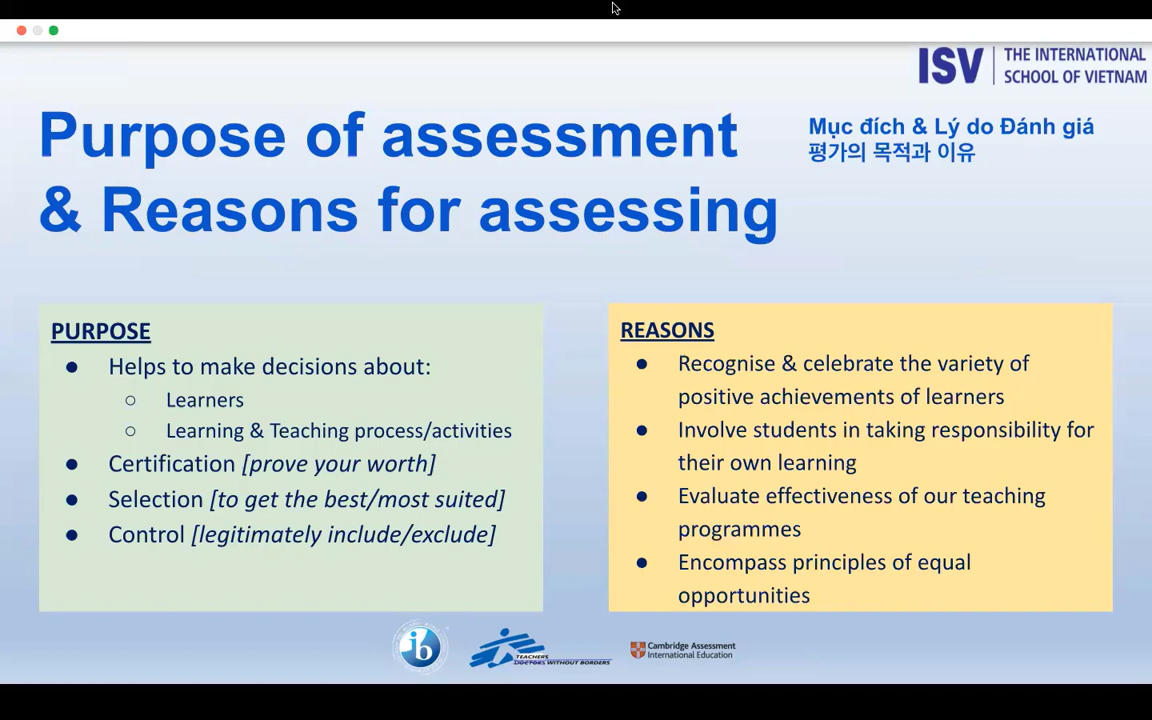 ISV THE INTERNATIONAL
SCHOOL OF VIETNAM
Purpose of assessment
& Reasons for assessing
Mục đích & Lý do Đánh giá
평가의 목적과 이유
PURPOSE
● Helps to make decisions about:
○ Learners
○ Learning & Teaching process/activities
● Certification [prove your worth]
● Selection [to get the best/most suited]
● Control [legitimately include/exclude]
REASONS
● Recognise & celebrate the variety of
positive achievements of learners
● Involve students in taking responsibility for
their own learning
● Evaluate effectiveness of our teaching
programmes
● Encompass principles of equal
opportunities
ib
TEACHERS
DOCTORS WITHOUT BORDERS
Cambridge Assessment
International Education